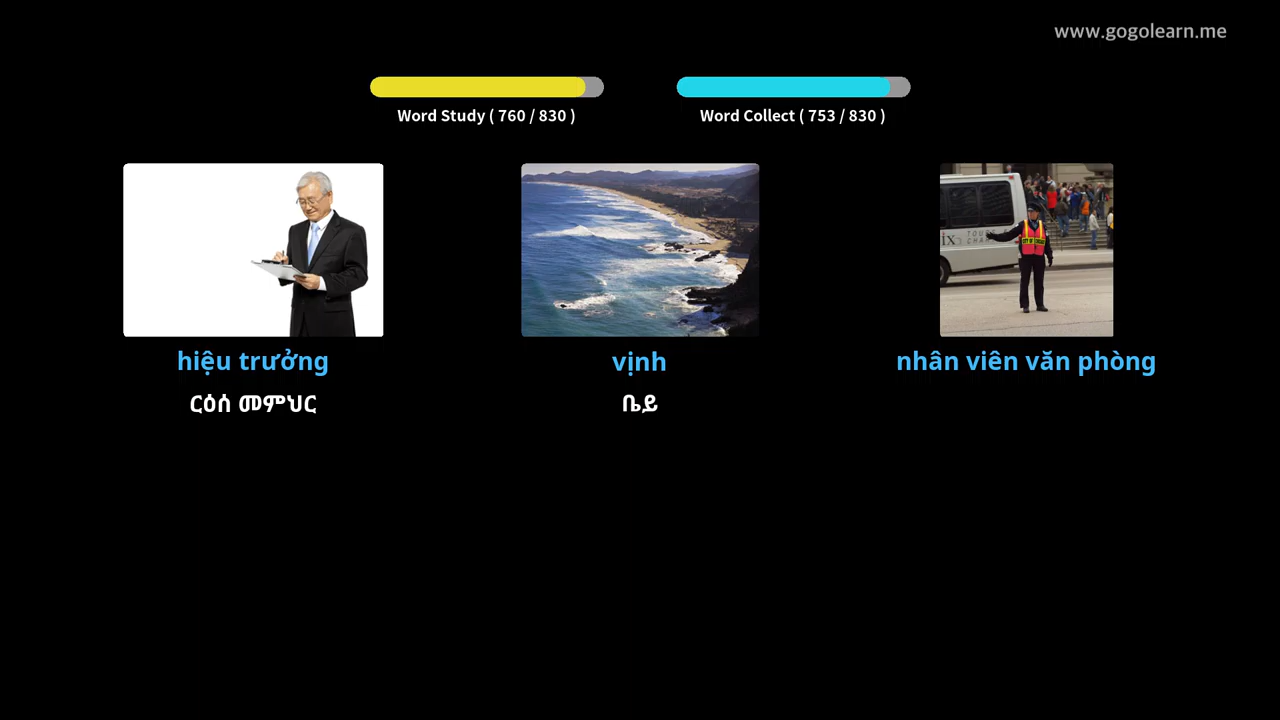 www.gogolearn.me
Word Study ( 760 / 830 )
Word Collect ( 753 / 830 )
hiệu trưởng
vịnh
nhân viên văn phòng
ርዕሰ መምህር
ቤይ